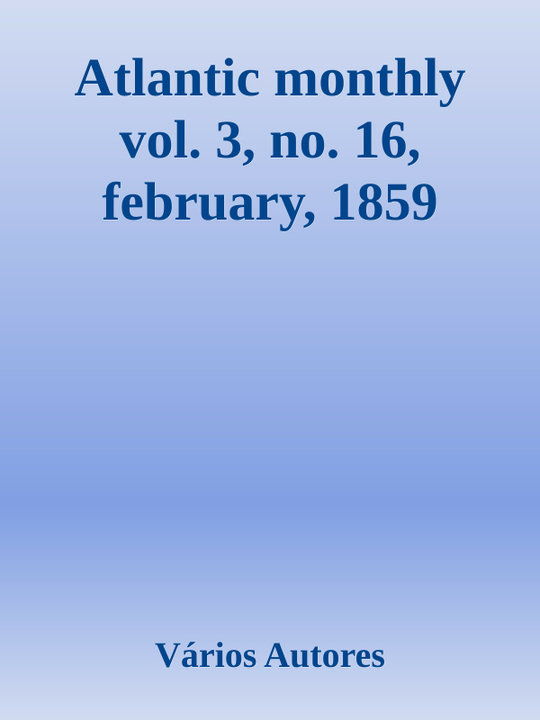 Atlantic monthly
vol. 3, no. 16,
february, 1859
Vários Autores